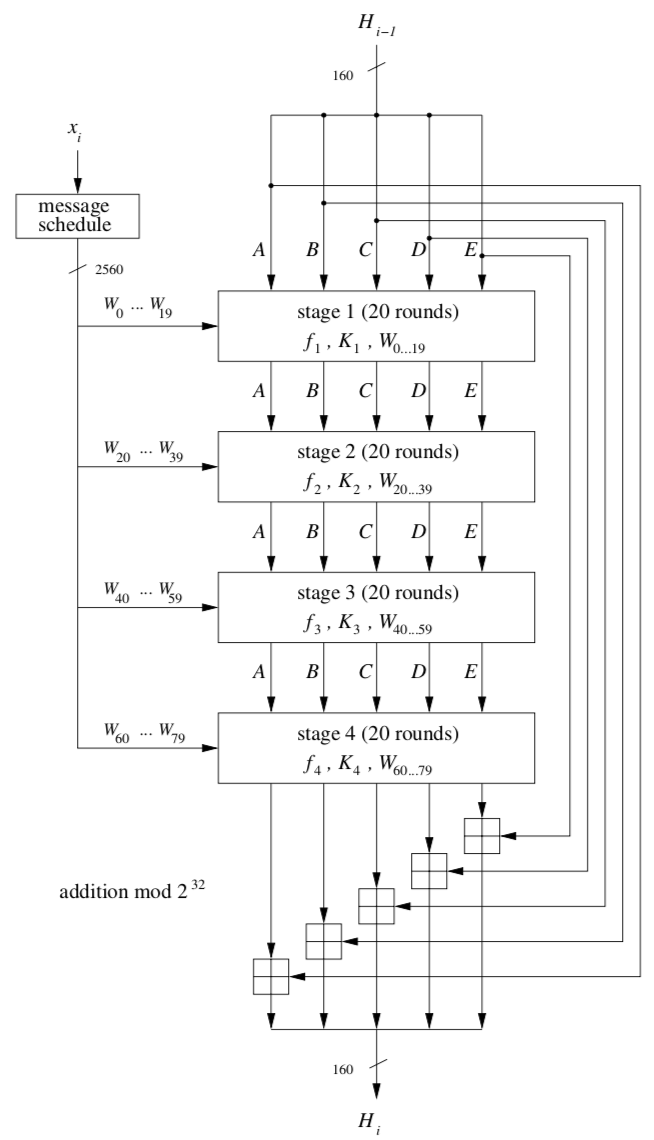 H_{i-1}
160
x_i
message
schedule
2560
A B C D E
W_0 ... W_19
stage 1 (20 rounds)
f_1 , K_1 , W_{0...19}
A B C D E
W_20 ... W_39
stage 2 (20 rounds)
f_2 , K_2 , W_{20...39}
A B C D E
W_40 ... W_59
stage 3 (20 rounds)
f_3 , K_3 , W_{40...59}
A B C D E
W_60 ... W_79
stage 4 (20 rounds)
f_4 , K_4 , W_{60...79}
addition mod 2^{32}
160
H_i